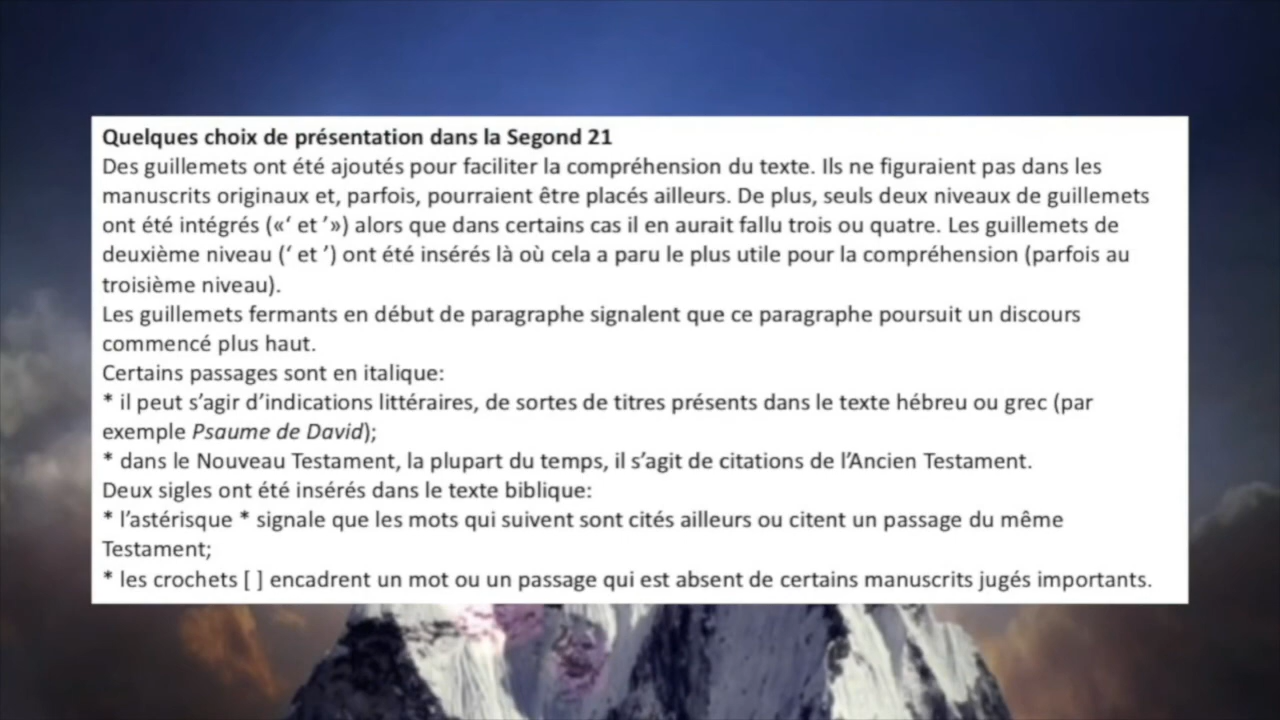 Quelques choix de présentation dans la Segond 21
Des guillemets ont été ajoutés pour faciliter la compréhension du texte. Ils ne figuraient pas dans les
manuscrits originaux et, parfois, pourraient être placés ailleurs. De plus, seuls deux niveaux de guillemets
ont été intégrés («‘ et ’») alors que dans certains cas il en aurait fallu trois ou quatre. Les guillemets de
deuxième niveau (‘ et ’) ont été insérés là où cela a paru le plus utile pour la compréhension (parfois au
troisième niveau).
Les guillemets fermants en début de paragraphe signalent que ce paragraphe poursuit un discours
commencé plus haut.
Certains passages sont en italique:
* il peut s’agir d’indications littéraires, de sortes de titres présents dans le texte hébreu ou grec (par
exemple Psaume de David);
* dans le Nouveau Testament, la plupart du temps, il s’agit de citations de l’Ancien Testament.
Deux sigles ont été insérés dans le texte biblique:
* l’astérisque * signale que les mots qui suivent sont cités ailleurs ou citent un passage du même
Testament;
* les crochets [ ] encadrent un mot ou un passage qui est absent de certains manuscrits jugés importants.